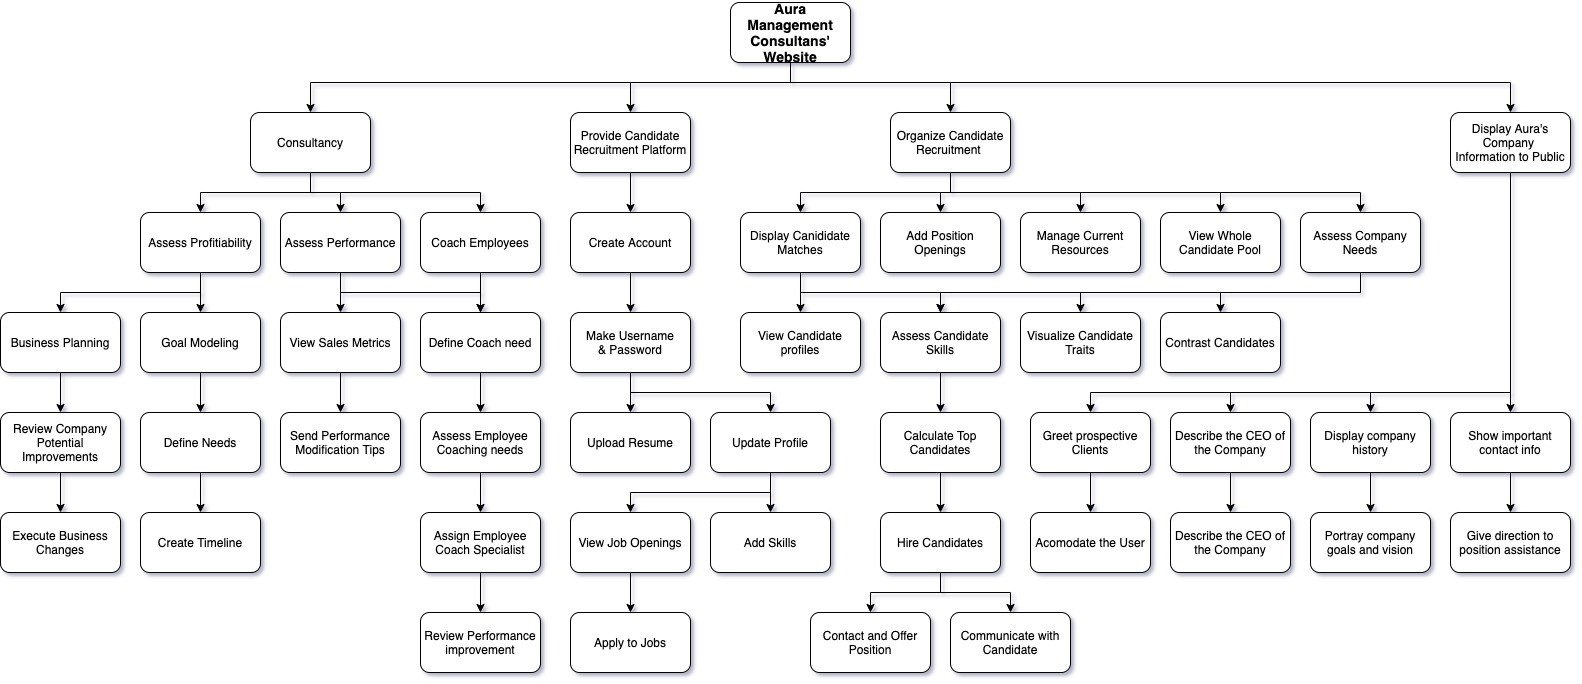 Aura
Management
Consultans'
Website
Consultancy
Provide Candidate
Recruitment Platform
Organize Candidate
Recruitment
Display Aura's
Company
Information to Public
Assess Profitiability
Assess Performance
Coach Employees
Create Account
Display Canididate
Matches
Add Position
Openings
Manage Current
Resources
View Whole
Candidate Pool
Assess Company
Needs
Business Planning
Goal Modeling
View Sales Metrics
Define Coach need
Make Username
& Password
View Candidate
profiles
Assess Candidate
Skills
Visualize Candidate
Traits
Contrast Candidates
Review Company
Potential
Improvements
Define Needs
Send Performance
Modification Tips
Assess Employee
Coaching needs
Upload Resume
Update Profile
Calculate Top
Candidates
Greet prospective
Clients
Describe the CEO of
the Company
Display company
history
Show important
contact info
Execute Business
Changes
Create Timeline
Assign Employee
Coach Specialist
View Job Openings
Add Skills
Hire Candidates
Acomodate the User
Describe the CEO of
the Company
Portray company
goals and vision
Give direction to
position assistance
Review Performance
improvement
Apply to Jobs
Contact and Offer
Position
Communicate with
Candidate